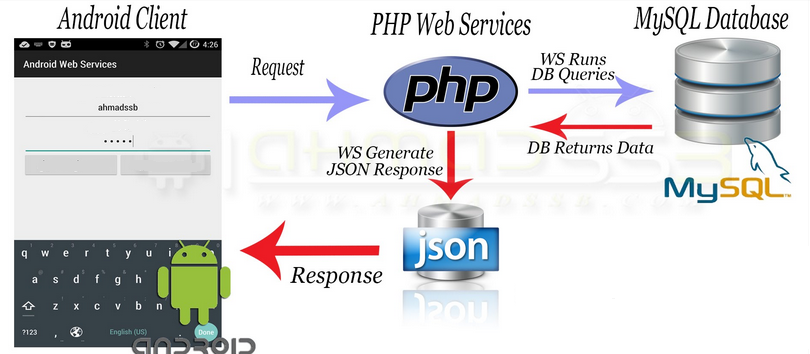 Android Client
PHP Web Services
MySQL Database
4:26
Android Web Services
ahmadssb
Request
php
WS Runs
DB Queries
DB Returns Data
WS Generate
JSON Response
MySQL™
json
Response
q w e r t y u i
a s d f g h
z x c v b n
?123
English (US)
Done
ANDROID